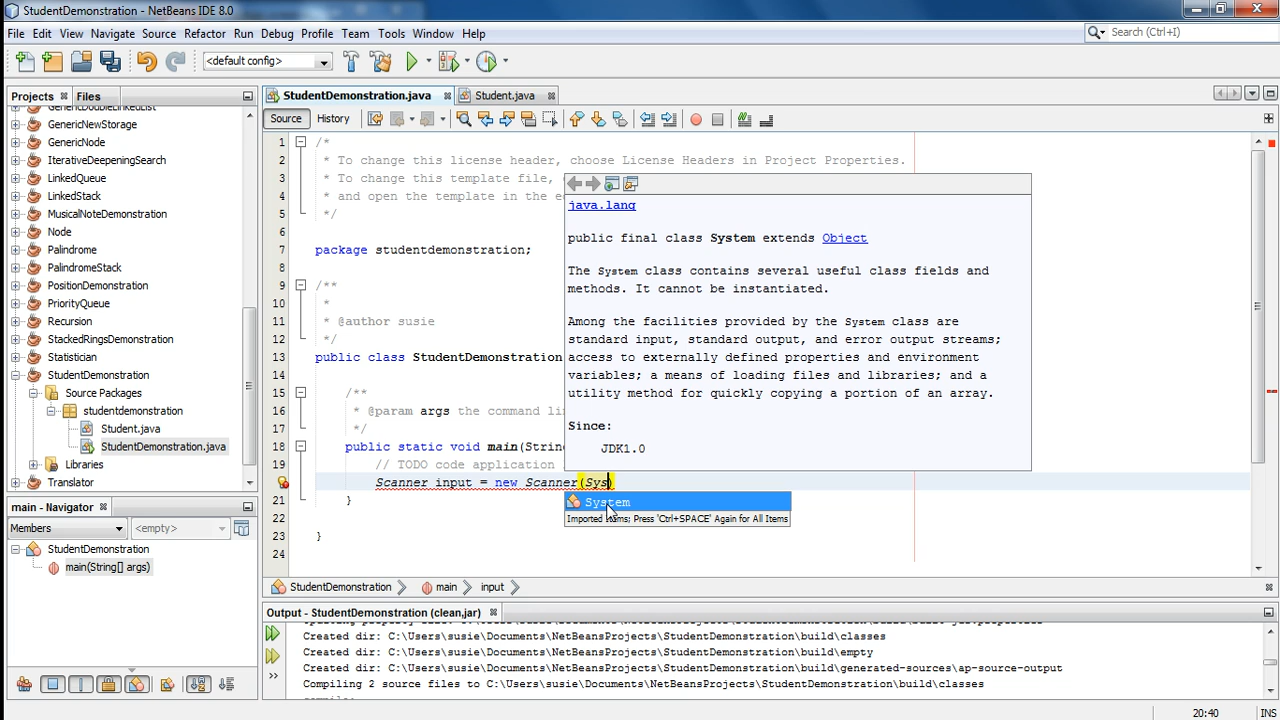 StudentDemonstration - NetBeans IDE 8.0
File Edit View Navigate Source Refactor Run Debug Profile Team Tools Window Help
Search (Ctrl+I)
<default config>
Projects Files
StudentDemonstration.java Student.java
Source History
GenericDoubleLinkedList
GenericNewStorage
GenericNode
IterativeDeepeningSearch
LinkedQueue
LinkedStack
MusicalNoteDemonstration
Node
Palindrome
PalindromeStack
PositionDemonstration
PriorityQueue
Recursion
StackedRingsDemonstration
Statistician
StudentDemonstration
Source Packages
studentdemonstration
Student.java
StudentDemonstration.java
Libraries
Translator
main - Navigator
Members <empty>
StudentDemonstration
main(String[] args)
1 /*
2 * To change this license header, choose License Headers in Project Properties.
3 * To change this template file,
4 * and open the template in the e
5 */
6
7 package studentdemonstration;
8
9 /**
10 *
11 * @author susie
12 */
13 public class StudentDemonstration
14
15 /**
16 * @param args the command li
17 */
18 public static void main(Strin
19 // TODO code application
Scanner input = new Scanner(Sys)
21 }
22
23 }
24
java.lang
public final class System extends Object
The System class contains several useful class fields and
methods. It cannot be instantiated.
Among the facilities provided by the System class are
standard input, standard output, and error output streams;
access to externally defined properties and environment
variables; a means of loading files and libraries; and a
utility method for quickly copying a portion of an array.
Since:
JDK1.0
System
Imported Items; Press 'Ctrl+SPACE' Again for All Items
StudentDemonstration main input
Output - StudentDemonstration (clean,jar)
Created dir: C:\Users\susie\Documents\NetBeansProjects\StudentDemonstration\build\classes
Created dir: C:\Users\susie\Documents\NetBeansProjects\StudentDemonstration\build\empty
Created dir: C:\Users\susie\Documents\NetBeansProjects\StudentDemonstration\build\generated-sources\ap-source-output
Compiling 2 source files to C:\Users\susie\Documents\NetBeansProjects\StudentDemonstration\build\classes
20:40 INS